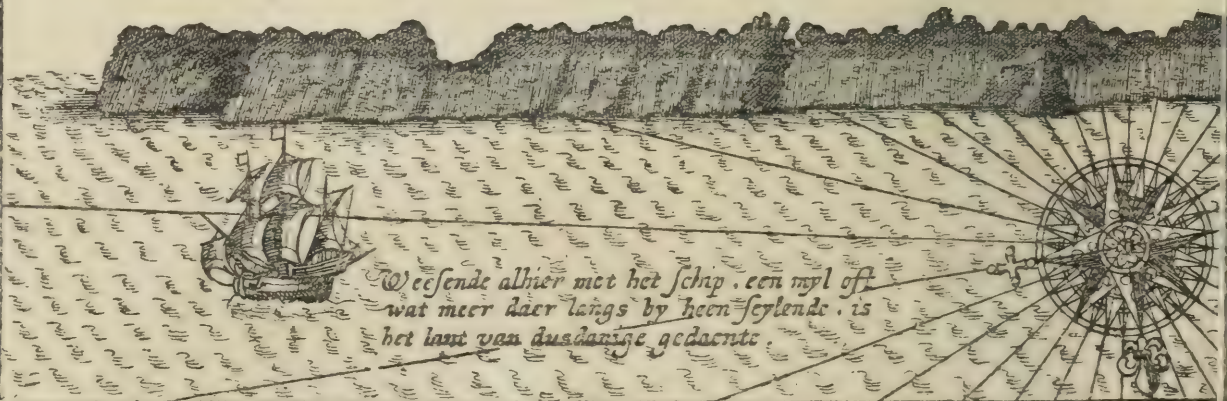 Weesende alhier met het schip, een myl oft
wat meer daer langs by heen seylende, is
het lant van dusdanige gedaente.